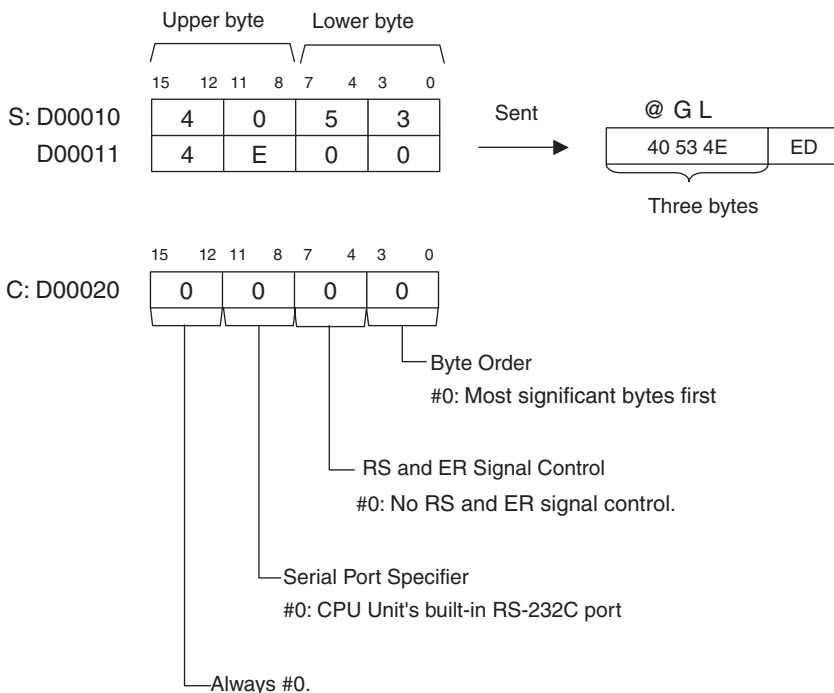 Upper byte Lower byte
15 12 11 8 7 4 3 0
S: D00010 4 0 5 3 Sent @ G L
D00011 4 E 0 0 40 53 4E ED
Three bytes
15 12 11 8 7 4 3 0
C: D00020 0 0 0 0
Byte Order
#0: Most significant bytes first
RS and ER Signal Control
#0: No RS and ER signal control.
Serial Port Specifier
#0: CPU Unit's built-in RS-232C port
Always #0.